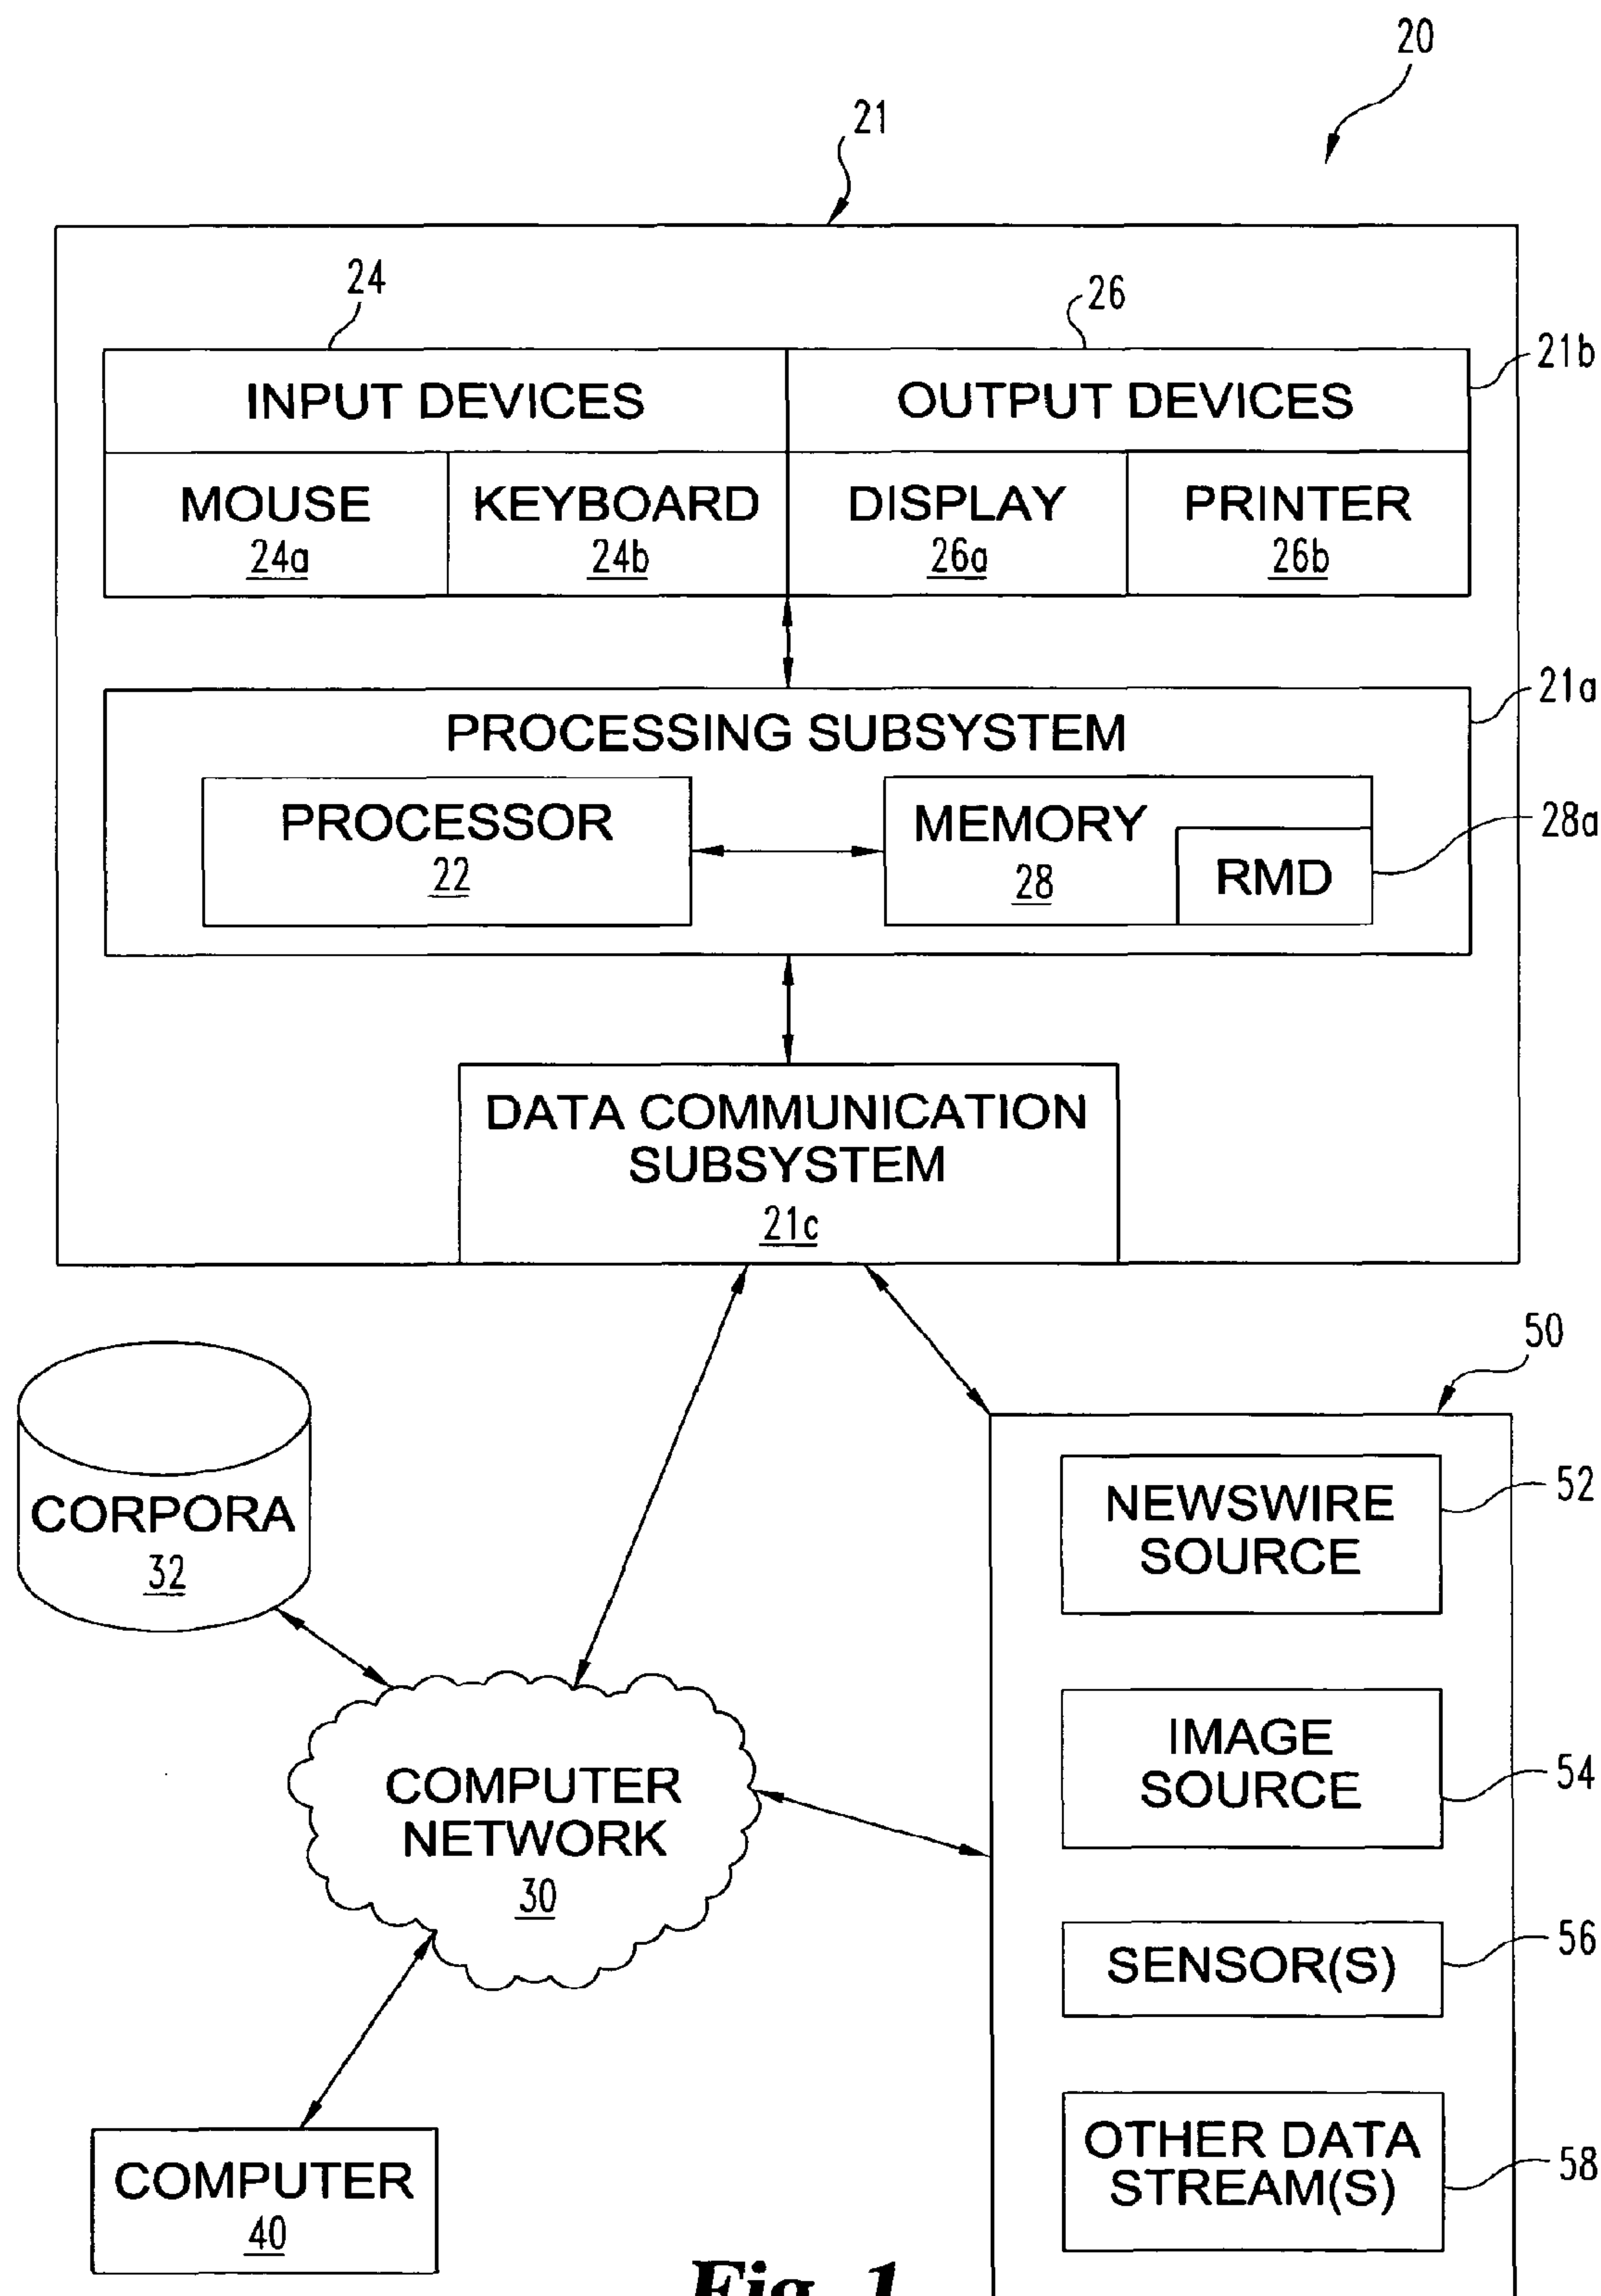 20
21
24
26
21b
INPUT DEVICES
OUTPUT DEVICES
MOUSE
24a
KEYBOARD
24b
DISPLAY
26a
PRINTER
26b
21a
PROCESSING SUBSYSTEM
PROCESSOR
22
MEMORY
28
RMD
28a
DATA COMMUNICATION
SUBSYSTEM
21c
50
CORPORA
32
NEWSWIRE
SOURCE
52
IMAGE
SOURCE
54
COMPUTER
NETWORK
30
SENSOR(S)
56
OTHER DATA
STREAM(S)
58
COMPUTER
40
Fig. 1